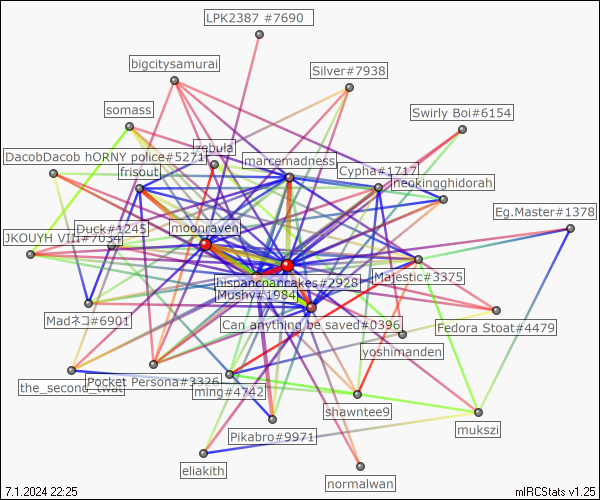 LPK2387 #7690
bigcitysamurai
Silver#7938
somass
Swirly Boi#6154
zebula
DacobDacob hORNY police#5271
marcemadness
frisout
Cypha#1717
neokingghidorah
Eg.Master#1378
Duck#1245
moonraven
JKOUYH VIII#7034
Majestic#3375
hispancpancakes#2928
Mushy#1984
Madネコ#6901
Can anything be saved#0396
Fedora Stoat#4479
yoshimanden
Pocket Persona#3326
the_second_twat
ming#4742
shawntee9
mukszi
Pikabro#9971
eliakith
normalwan
7.1.2024 22:25
mIRCStats v1.25